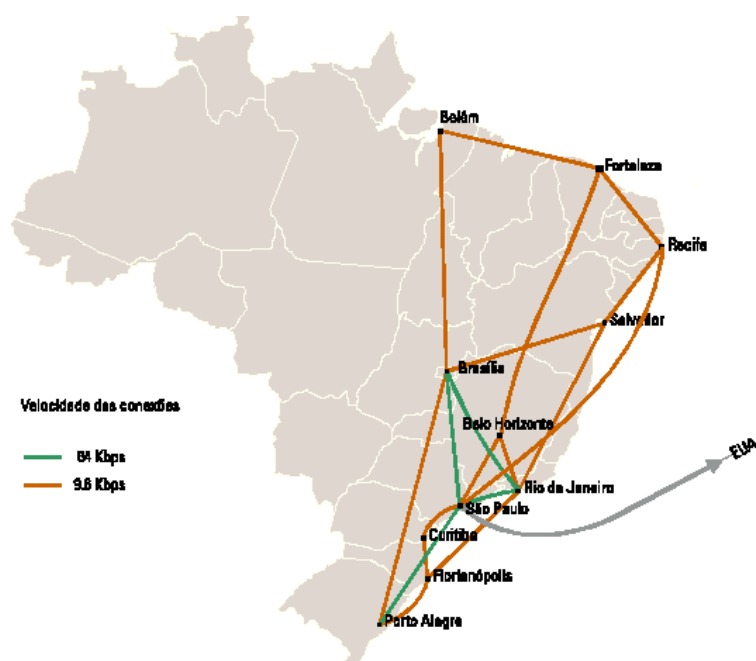 Belém
Fortaleza
Recife
Salvador
Brasília
Velocidade das conexões
Belo Horizonte
EUA
64 Kbps
9.6 Kbps
Rio de Janeiro
São Paulo
Curitiba
Florianópolis
Porto Alegre